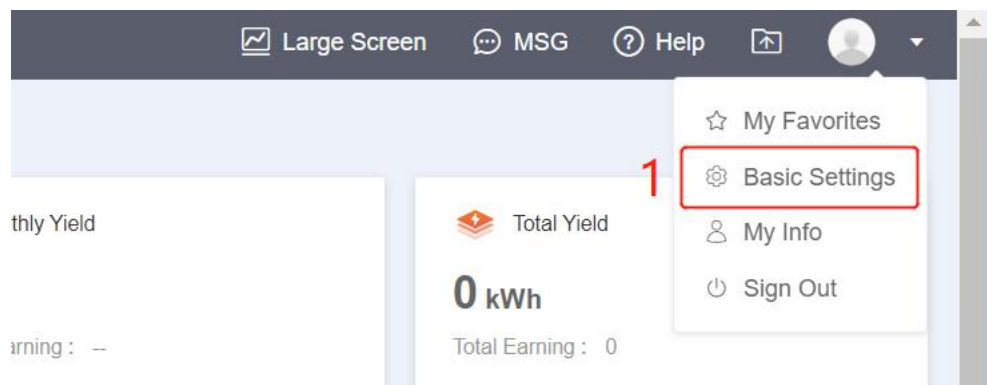 Large Screen MSG Help
My Favorites
1 Basic Settings
thly Yield Total Yield My Info
0 kWh Sign Out
arning : -- Total Earning : 0